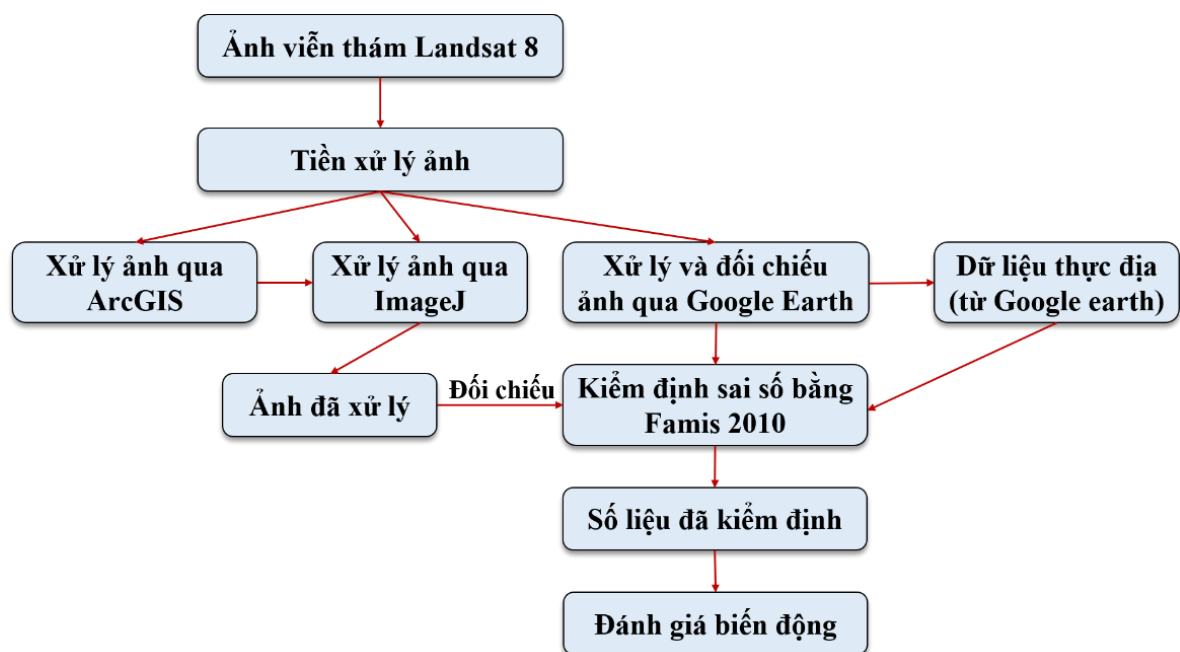 Ảnh viễn thám Landsat 8
Tiền xử lý ảnh
Xử lý ảnh qua
ArcGIS
Xử lý ảnh qua
ImageJ
Xử lý và đối chiếu
ảnh qua Google Earth
Dữ liệu thực địa
(từ Google earth)
Ảnh đã xử lý
Đối chiếu
Kiểm định sai số bằng
Famis 2010
Số liệu đã kiểm định
Đánh giá biến động